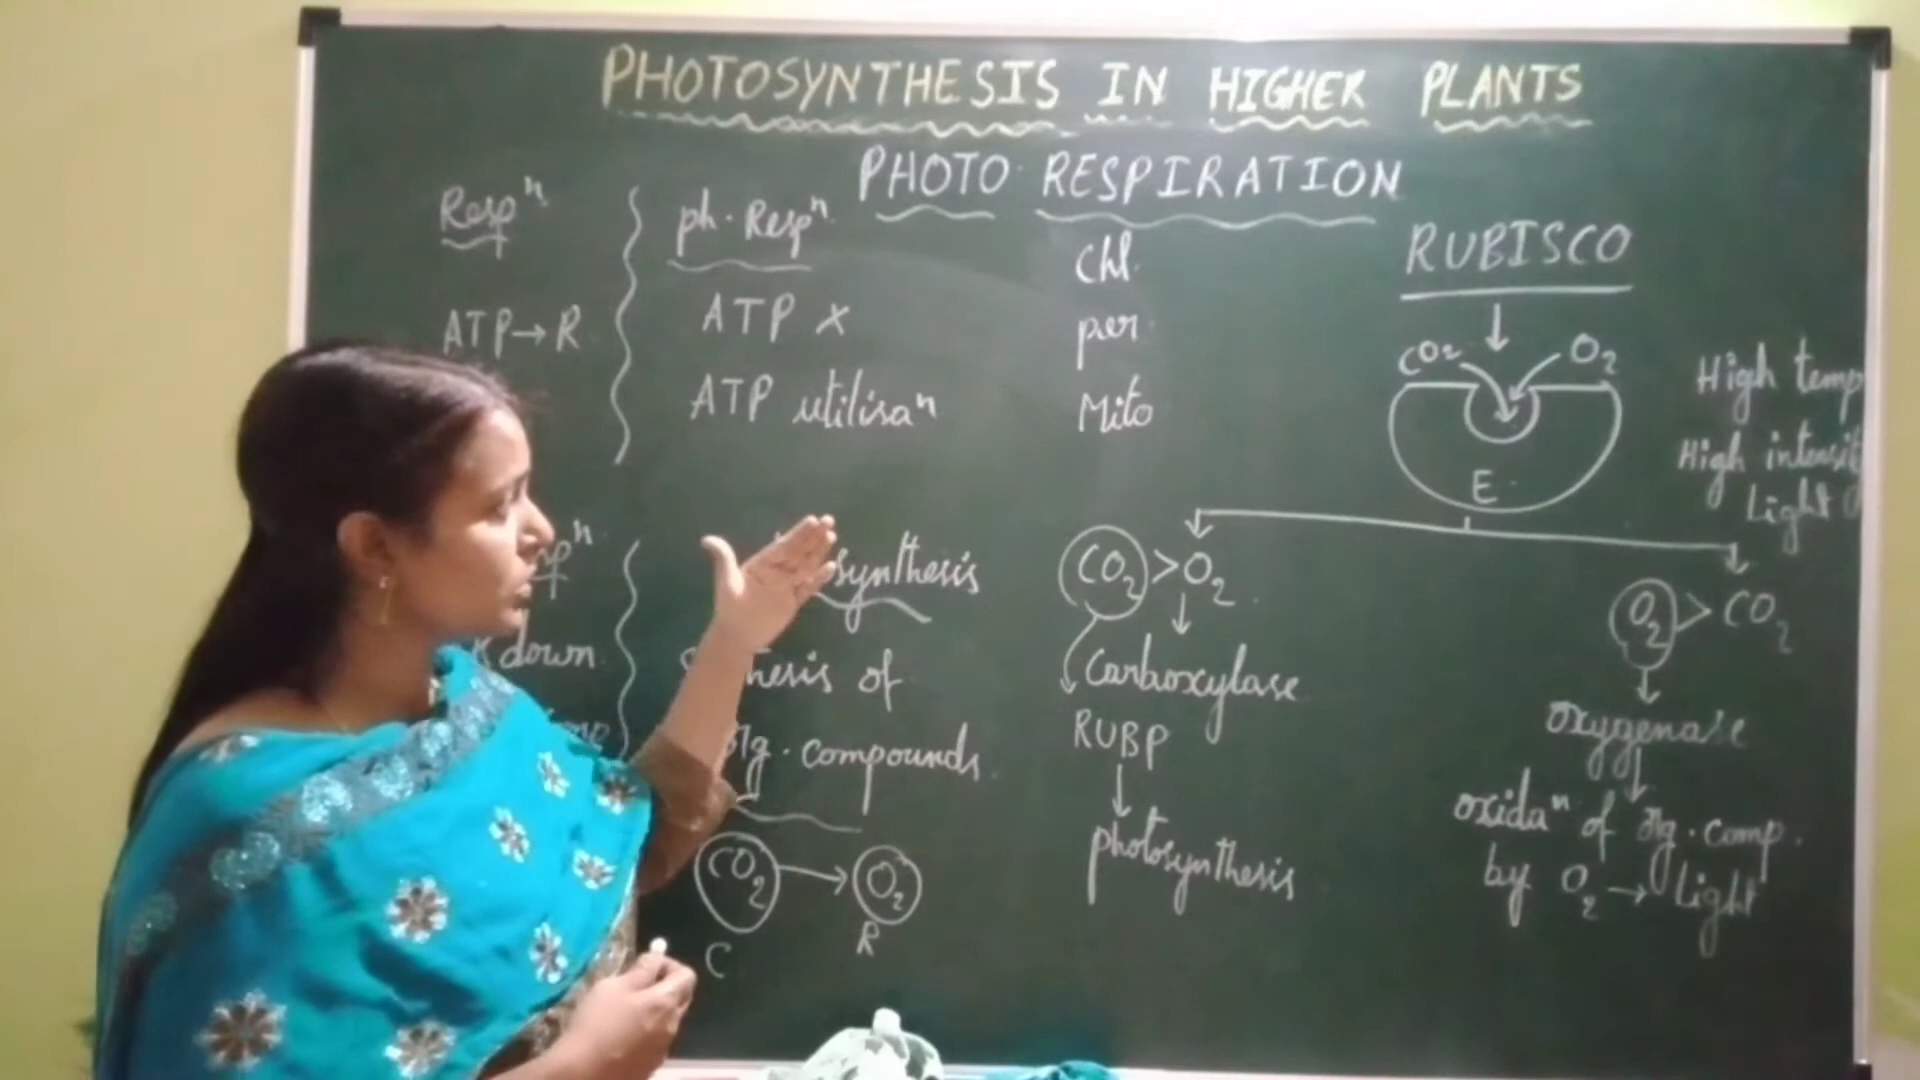 PHOTOSYNTHESIS IN HIGHER PLANTS
PHOTO RESPIRATION
Respⁿ
ATP→R
ph. Respⁿ
ATP x
ATP utilisaⁿ
Chl.
per.
Mito
RUBISCO
CO₂ O₂
E
High temp
High
Light
down
synthesis
of
compounds
CO₂ → O₂
C R
CO₂ > O₂
Carboxylase
RUBP
photosynthesis
O₂ > CO₂
oxygenase
oxidaⁿ of org. comp.
by O₂ → Light